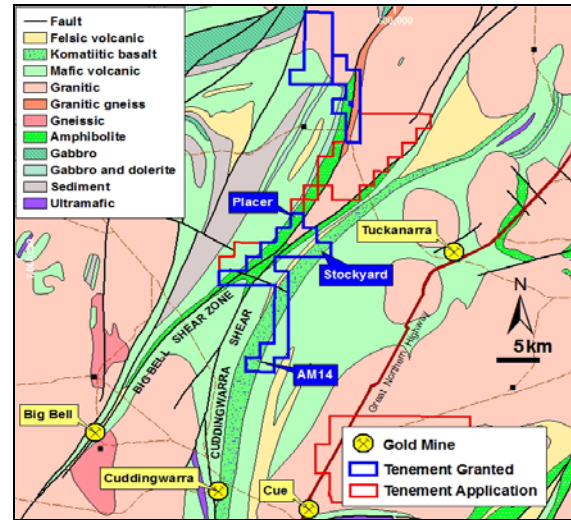 Fault
Felsic volcanic
Komatiitic basalt
Mafic volcanic
Granitic
Granitic gneiss
Gneissic
Amphibolite
Gabbro
Gabbro and dolerite
Sediment
Ultramafic
Placer
Tuckanarra
Stockyard
N
5km
BIG BELL SHEAR ZONE
CUDDINGWARRA SHEAR
Great Northern Highway
AM14
Big Bell
Cuddingwarra
Cue
Gold Mine
Tenement Granted
Tenement Application